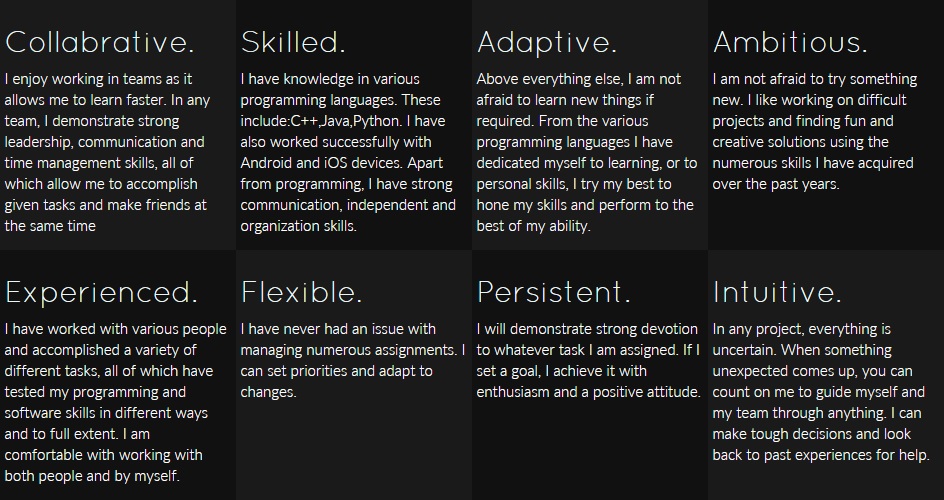 Collabrative.
I enjoy working in teams as it
allows me to learn faster. In any
team, I demonstrate strong
leadership, communication and
time management skills, all of
which allow me to accomplish
given tasks and make friends at
the same time
Skilled.
I have knowledge in various
programming languages. These
include:C++,Java,Python. I have
also worked successfully with
Android and iOS devices. Apart
from programming, I have strong
communication, independent and
organization skills.
Adaptive.
Above everything else, I am not
afraid to learn new things if
required. From the various
programming languages I have
dedicated myself to learning, or to
personal skills, I try my best to
hone my skills and perform to the
best of my ability.
Ambitious.
I am not afraid to try something
new. I like working on difficult
projects and finding fun and
creative solutions using the
numerous skills I have acquired
over the past years.
Experienced.
I have worked with various people
and accomplished a variety of
different tasks, all of which have
tested my programming and
software skills in different ways
and to full extent. I am
comfortable with working with
both people and by myself.
Flexible.
I have never had an issue with
managing numerous assignments. I
can set priorities and adapt to
changes.
Persistent.
I will demonstrate strong devotion
to whatever task I am assigned. If I
set a goal, I achieve it with
enthusiasm and a positive attitude.
Intuitive.
In any project, everything is
uncertain. When something
unexpected comes up, you can
count on me to guide myself and
my team through anything. I can
make tough decisions and look
back to past experiences for help.